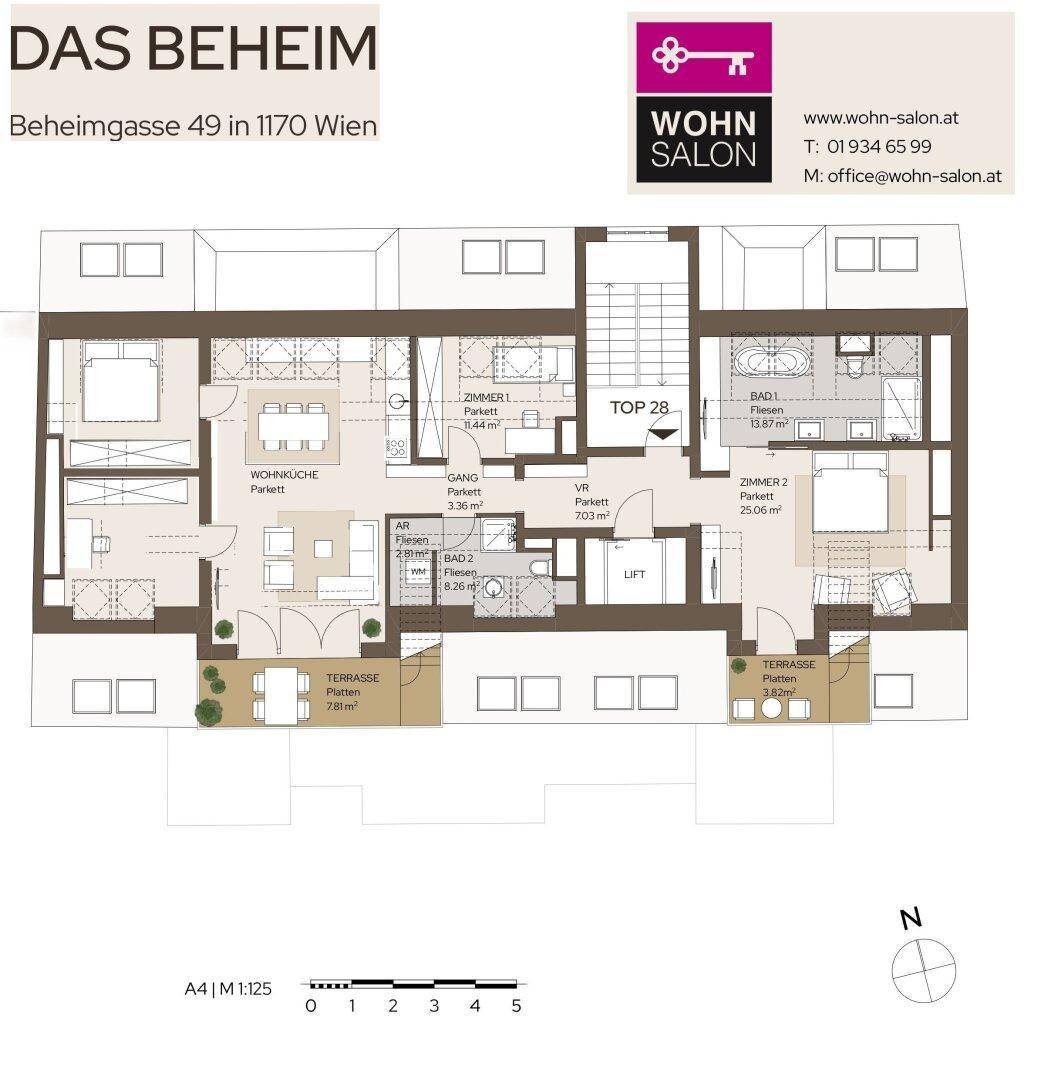 DAS BEHEIM
Beheimgasse 49 in 1170 Wien
WOHN
SALON
www.wohn-salon.at
T: 01 934 65 99
M: office@wohn-salon.at
ZIMMER 1
Parkett
11.44 m²
TOP 28
BAD 1
Fliesen
13.87 m²
WOHNKÜCHE
Parkett
GANG
Parkett
3.36 m²
VR
Parkett
7.03 m²
ZIMMER 2
Parkett
25.06 m²
AR
Fliesen
2.81 m²
WM
BAD 2
Fliesen
8.26 m²
LIFT
TERRASSE
Platten
7.81 m²
TERRASSE
Platten
3.82m²
N
A4 | M 1:125
0 1 2 3 4 5